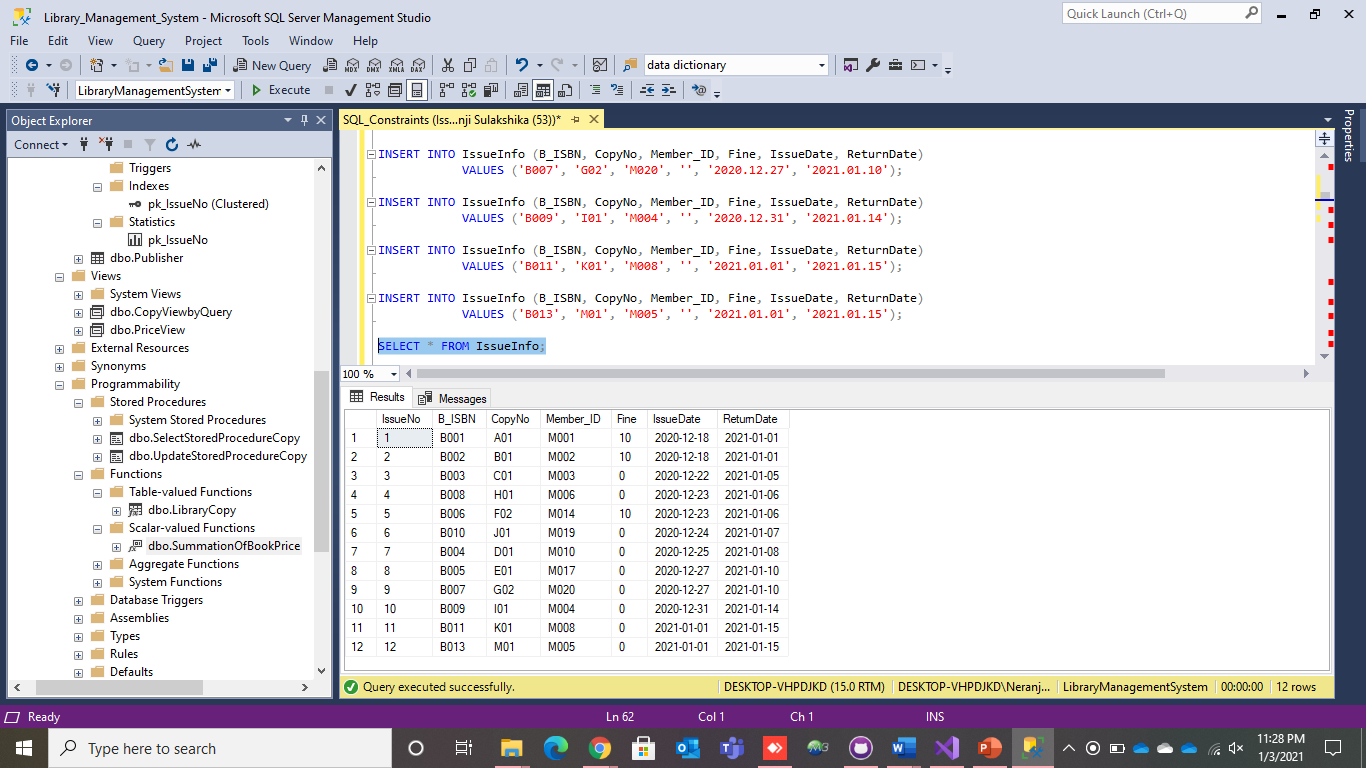 Library_Management_System - Microsoft SQL Server Management Studio
Quick Launch (Ctrl+Q)
File Edit View Query Project Tools Window Help
New Query MDX DMX XMLA DAX data dictionary
LibraryManagementSystem Execute
Object Explorer
Connect
Triggers
Indexes
pk_IssueNo (Clustered)
Statistics
pk_IssueNo
dbo.Publisher
Views
System Views
dbo.CopyViewbyQuery
dbo.PriceView
External Resources
Synonyms
Programmability
Stored Procedures
System Stored Procedures
dbo.SelectStoredProcedureCopy
dbo.UpdateStoredProcedureCopy
Functions
Table-valued Functions
dbo.LibraryCopy
Scalar-valued Functions
dbo.SummationOfBookPrice
Aggregate Functions
System Functions
Database Triggers
Assemblies
Types
Rules
Defaults
SQL_Constraints (Iss...nji Sulakshika (53))*
INSERT INTO IssueInfo (B_ISBN, CopyNo, Member_ID, Fine, IssueDate, ReturnDate)
VALUES ('B007', 'G02', 'M020', '', '2020.12.27', '2021.01.10');
INSERT INTO IssueInfo (B_ISBN, CopyNo, Member_ID, Fine, IssueDate, ReturnDate)
VALUES ('B009', 'I01', 'M004', '', '2020.12.31', '2021.01.14');
INSERT INTO IssueInfo (B_ISBN, CopyNo, Member_ID, Fine, IssueDate, ReturnDate)
VALUES ('B011', 'K01', 'M008', '', '2021.01.01', '2021.01.15');
INSERT INTO IssueInfo (B_ISBN, CopyNo, Member_ID, Fine, IssueDate, ReturnDate)
VALUES ('B013', 'M01', 'M005', '', '2021.01.01', '2021.01.15');
SELECT * FROM IssueInfo;
100 %
Results Messages
IssueNo B_ISBN CopyNo Member_ID Fine IssueDate ReturnDate
1 1 B001 A01 M001 10 2020-12-18 2021-01-01
2 2 B002 B01 M002 10 2020-12-18 2021-01-01
3 3 B003 C01 M003 0 2020-12-22 2021-01-05
4 4 B008 H01 M006 0 2020-12-23 2021-01-06
5 5 B006 F02 M014 10 2020-12-23 2021-01-06
6 6 B010 J01 M019 0 2020-12-24 2021-01-07
7 7 B004 D01 M010 0 2020-12-25 2021-01-08
8 8 B005 E01 M017 0 2020-12-27 2021-01-10
9 9 B007 G02 M020 0 2020-12-27 2021-01-10
10 10 B009 I01 M004 0 2020-12-31 2021-01-14
11 11 B011 K01 M008 0 2021-01-01 2021-01-15
12 12 B013 M01 M005 0 2021-01-01 2021-01-15
Query executed successfully. DESKTOP-VHPDJKD (15.0 RTM) DESKTOP-VHPDJKD\Neranj... LibraryManagementSystem 00:00:00 12 rows
Properties
Ready Ln 62 Col 1 Ch 1 INS
Type here to search
11:28 PM
1/3/2021